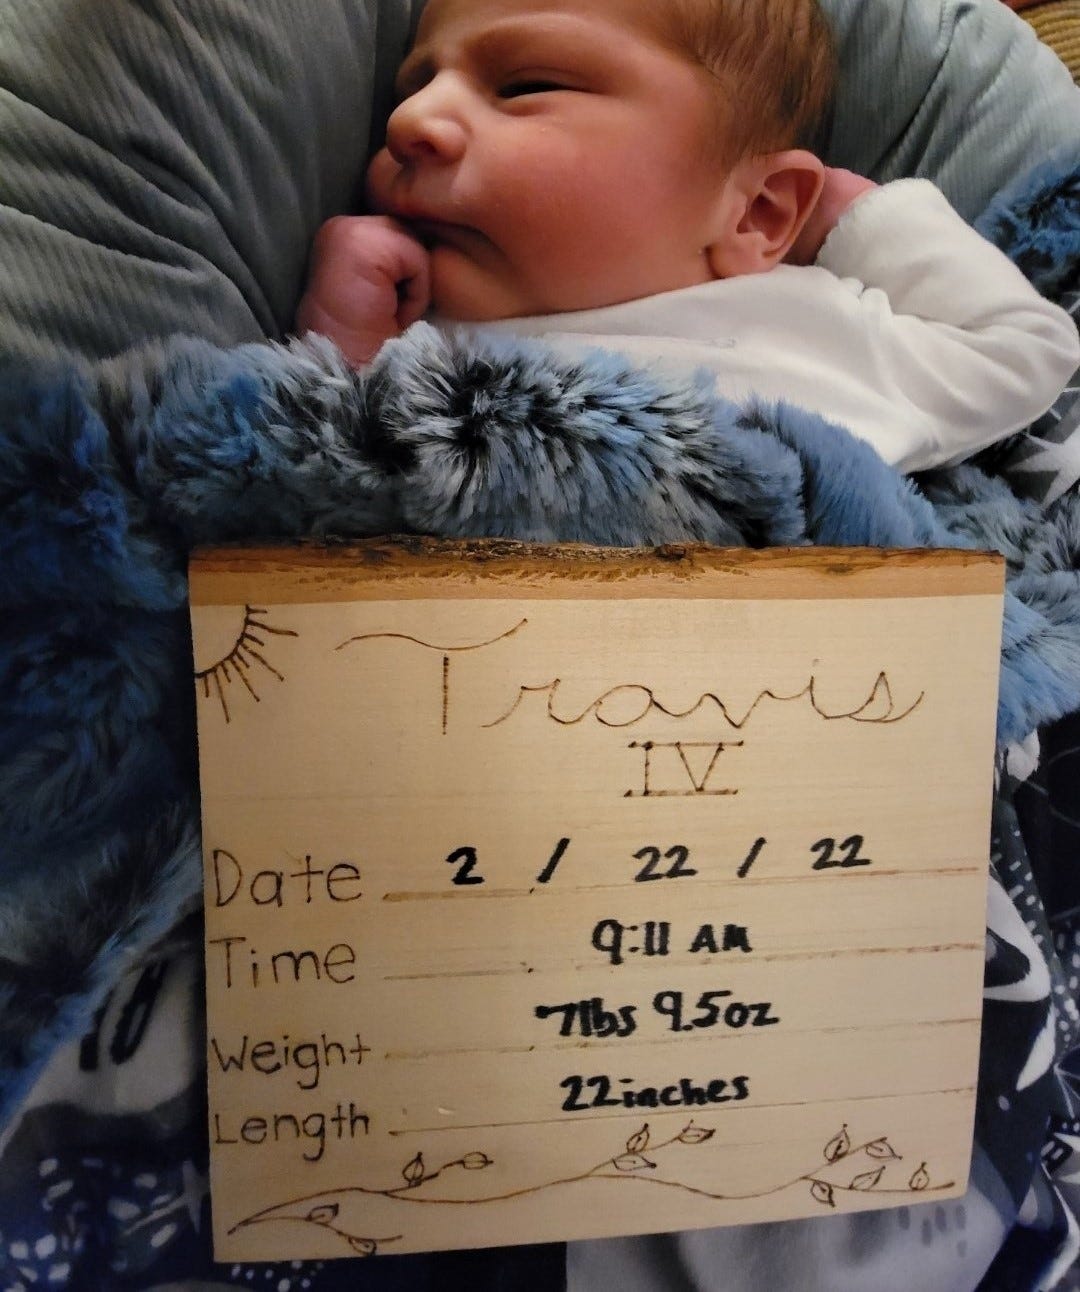 Travis
IV
Date 2 / 22 / 22
Time 9:11 AM
Weight 7lbs 9.5oz
Length 22inches